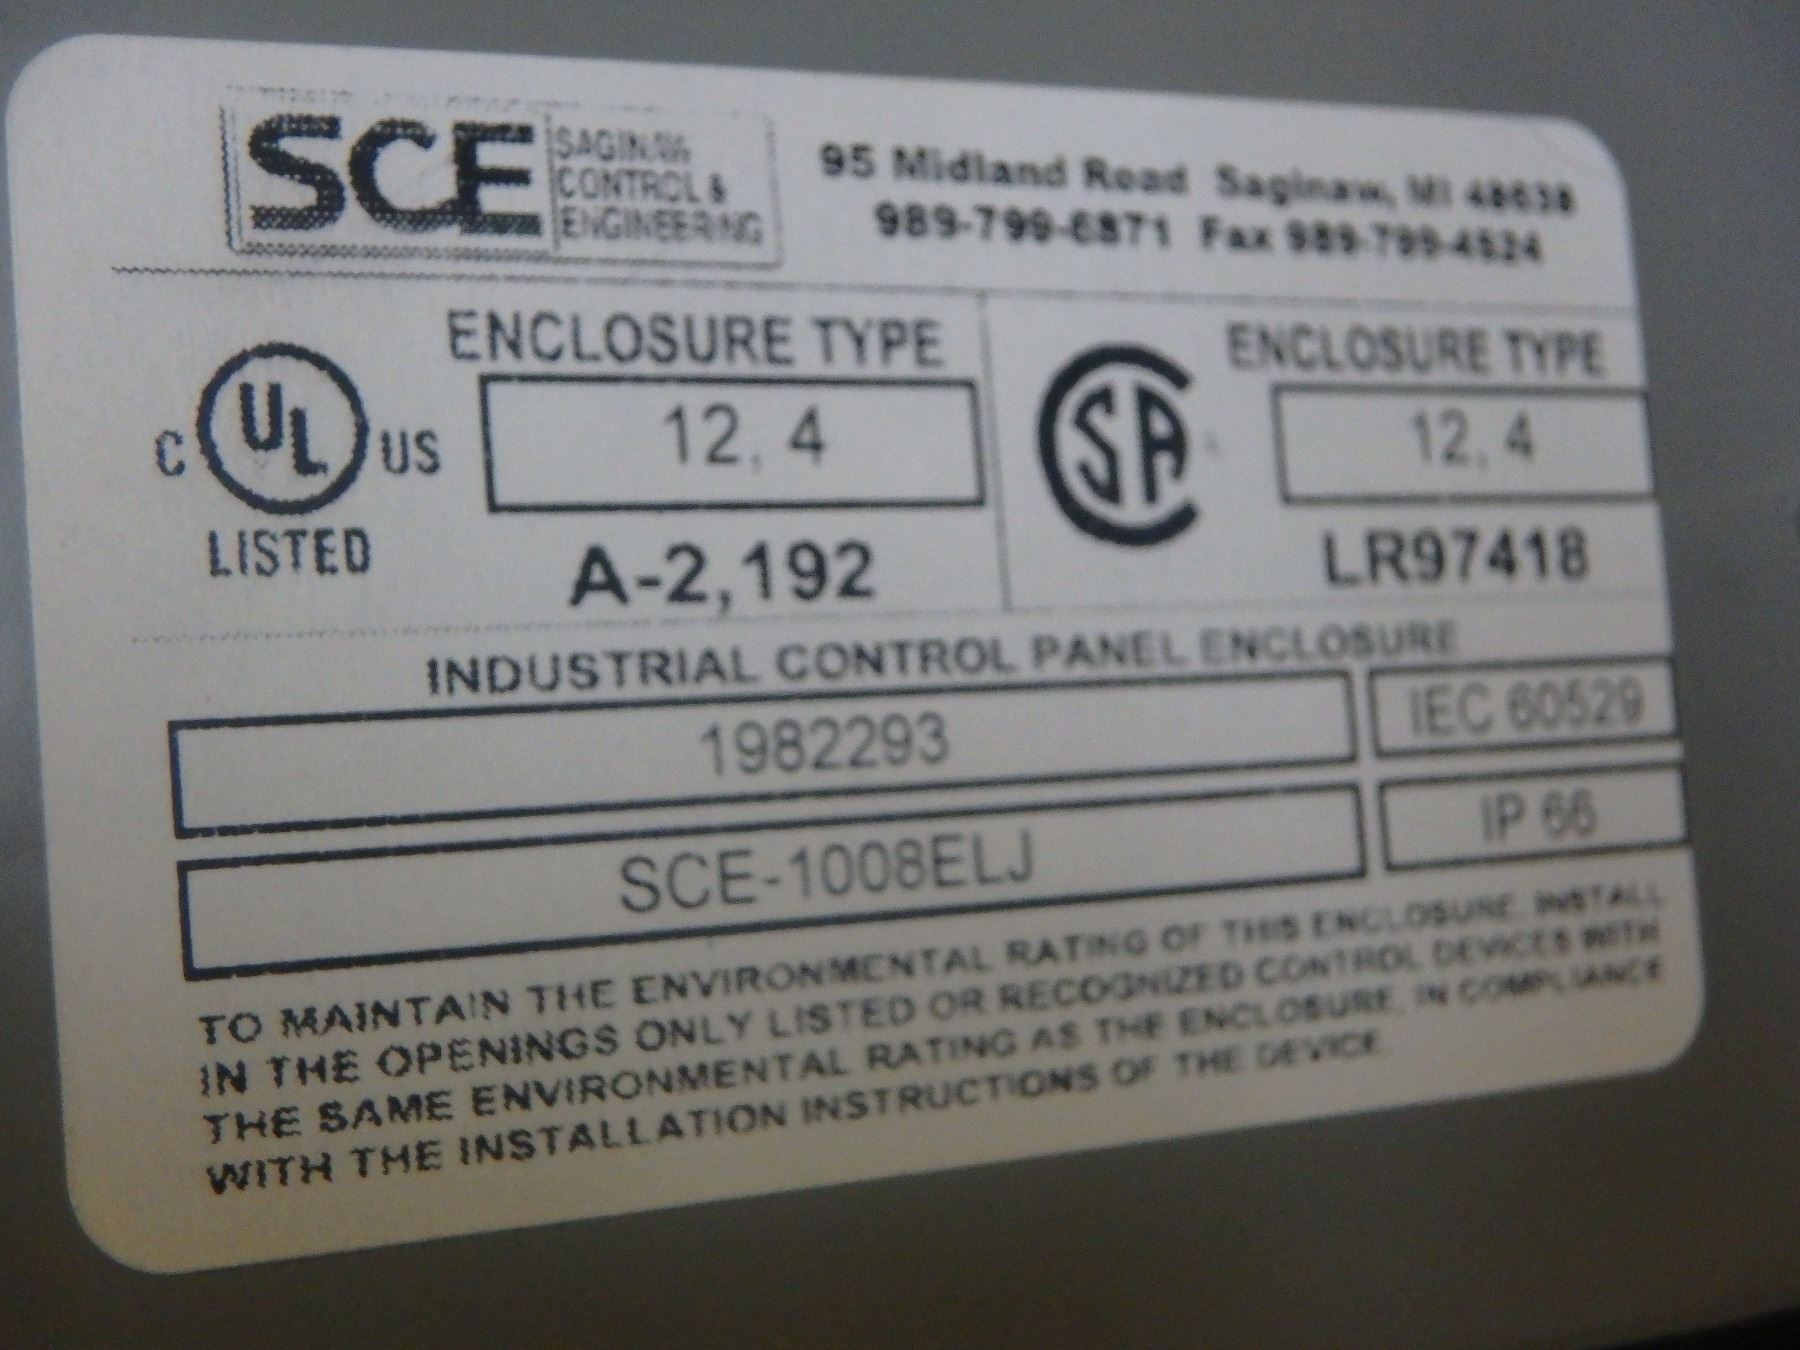 SCE
SAGINAW
CONTROL &
ENGINEERING
95 Midland Road Saginaw, MI 48638
989-799-6871 Fax 989-799-4524
ENCLOSURE TYPE
12, 4
C UL US
LISTED
A-2,192
CSA
ENCLOSURE TYPE
12, 4
LR97418
INDUSTRIAL CONTROL PANEL ENCLOSURE
1982293
IEC 60529
SCE-1008ELJ
IP 66
TO MAINTAIN THE ENVIRONMENTAL RATING OF THIS ENCLOSURE, INSTALL
IN THE OPENINGS ONLY LISTED OR RECOGNIZED CONTROL DEVICES WITH
THE SAME ENVIRONMENTAL RATING AS THE ENCLOSURE, IN COMPLIANCE
WITH THE INSTALLATION INSTRUCTIONS OF THE DEVICE.